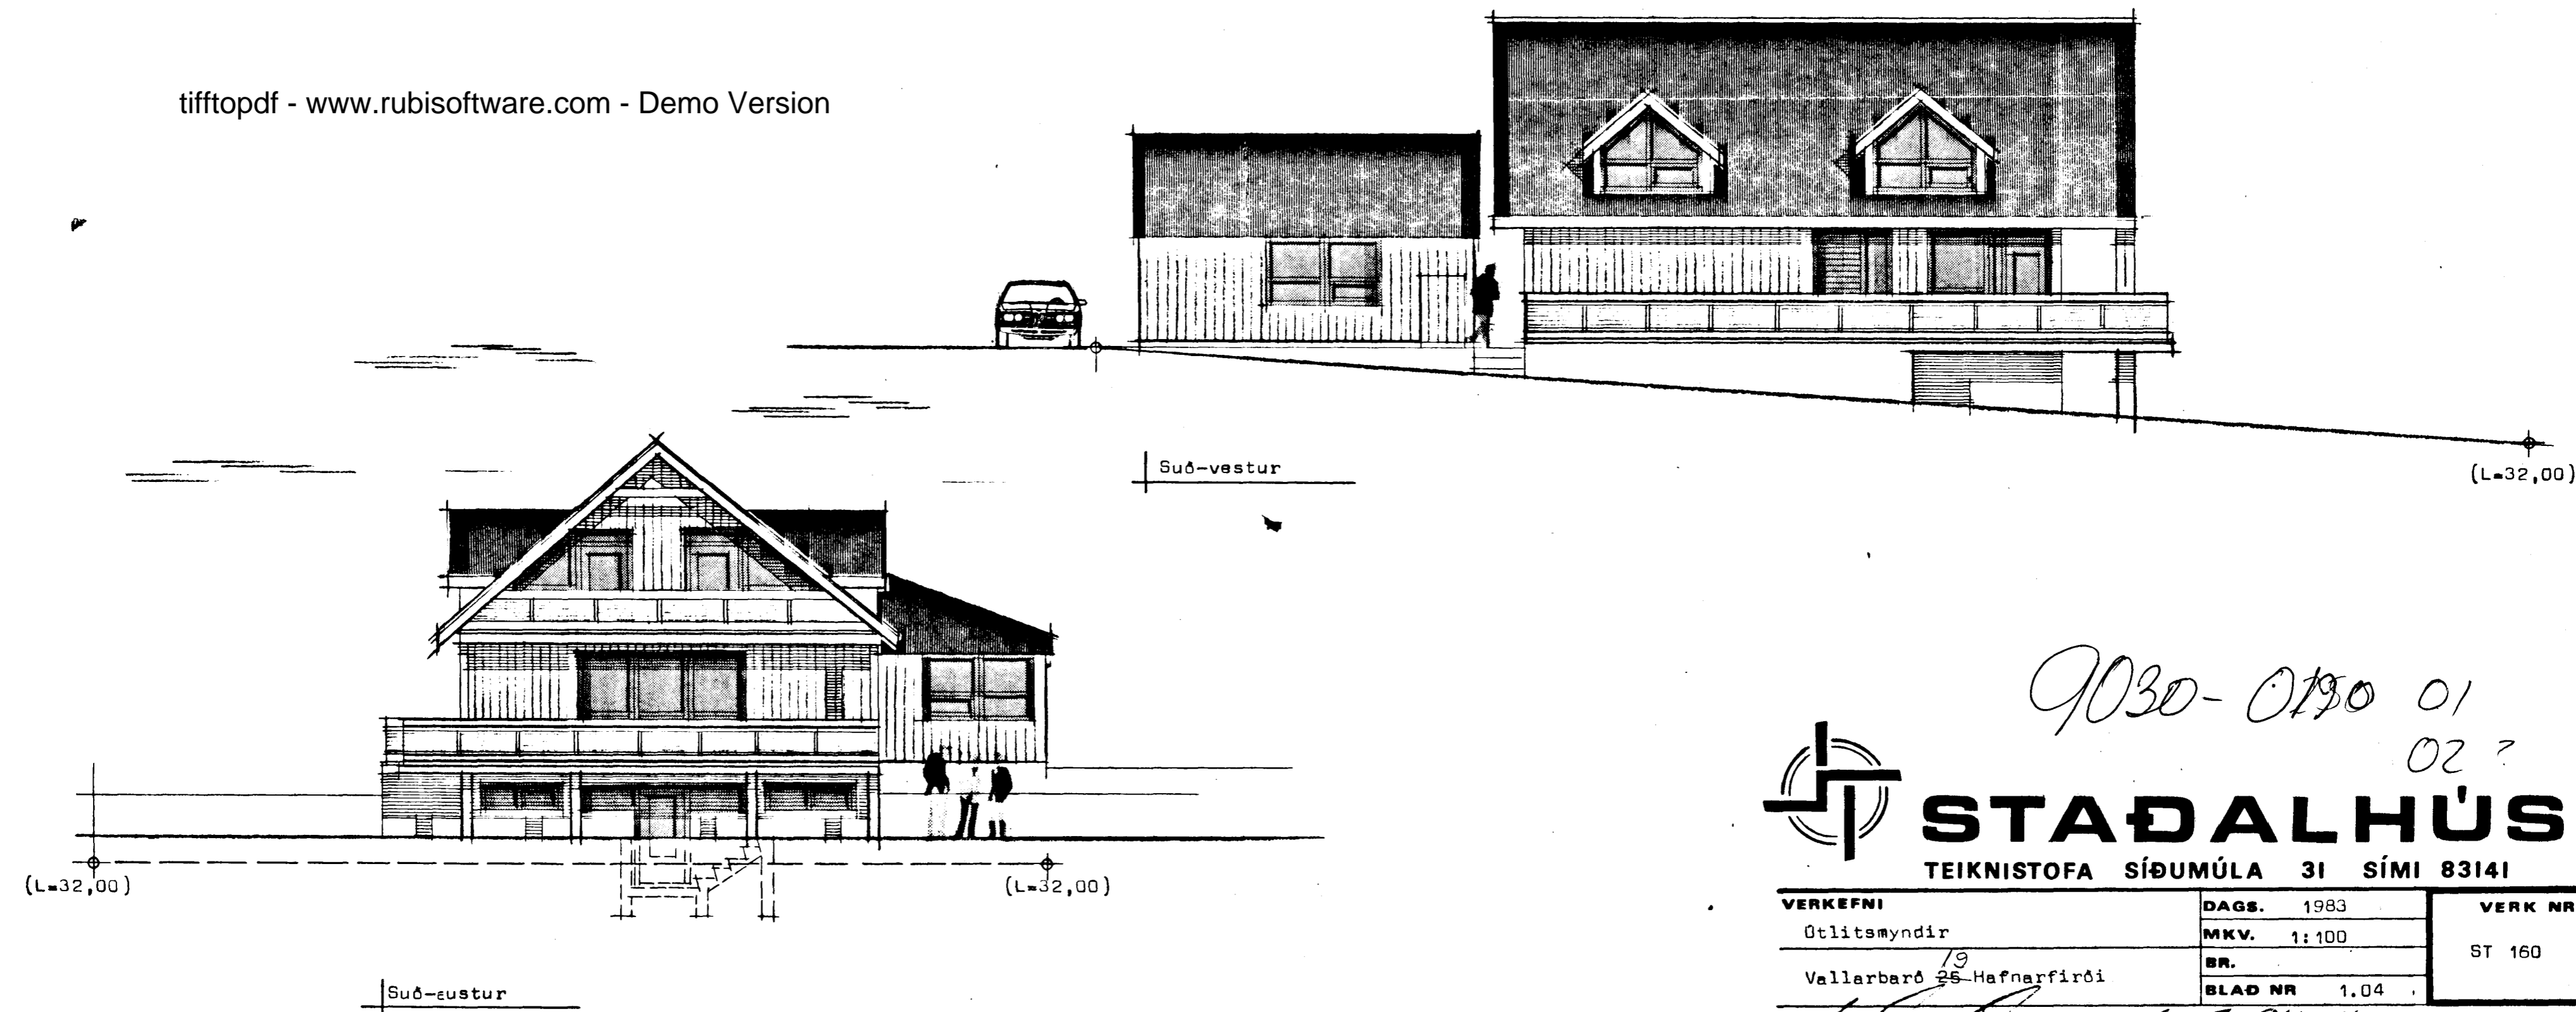 tifftopdf - www.rubisoftware.com - Demo Version
Suð-vestur
(L=32,00)
(L=32,00)
(L=32,00)
Suð-austur
9030- 01
02 ?
STAÐALHÚS
TEIKNISTOFA SÍÐUMÚLA 31 SÍMI 83141
VERKEFNI
Útlitsmyndir
19
Vallarbarð 25 Hafnarfirði
DAGS. 1983
MKV. 1:100
BR.
BLAÐ NR 1.04
VERK NR
ST 160